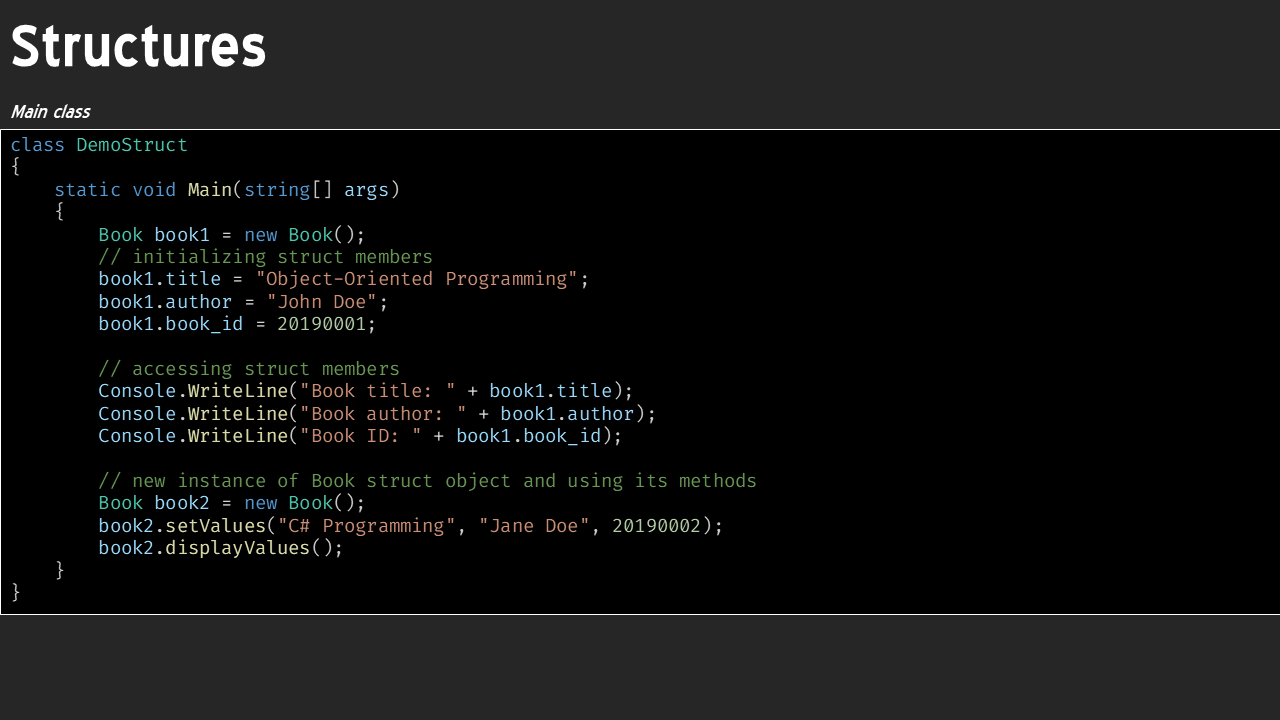 Structures
Main class
class DemoStruct
{
    static void Main(string[] args)
    {
        Book book1 = new Book();
        // initializing struct members
        book1.title = "Object-Oriented Programming";
        book1.author = "John Doe";
        book1.book_id = 20190001;

        // accessing struct members
        Console.WriteLine("Book title: " + book1.title);
        Console.WriteLine("Book author: " + book1.author);
        Console.WriteLine("Book ID: " + book1.book_id);

        // new instance of Book struct object and using its methods
        Book book2 = new Book();
        book2.setValues("C# Programming", "Jane Doe", 20190002);
        book2.displayValues();
    }
}